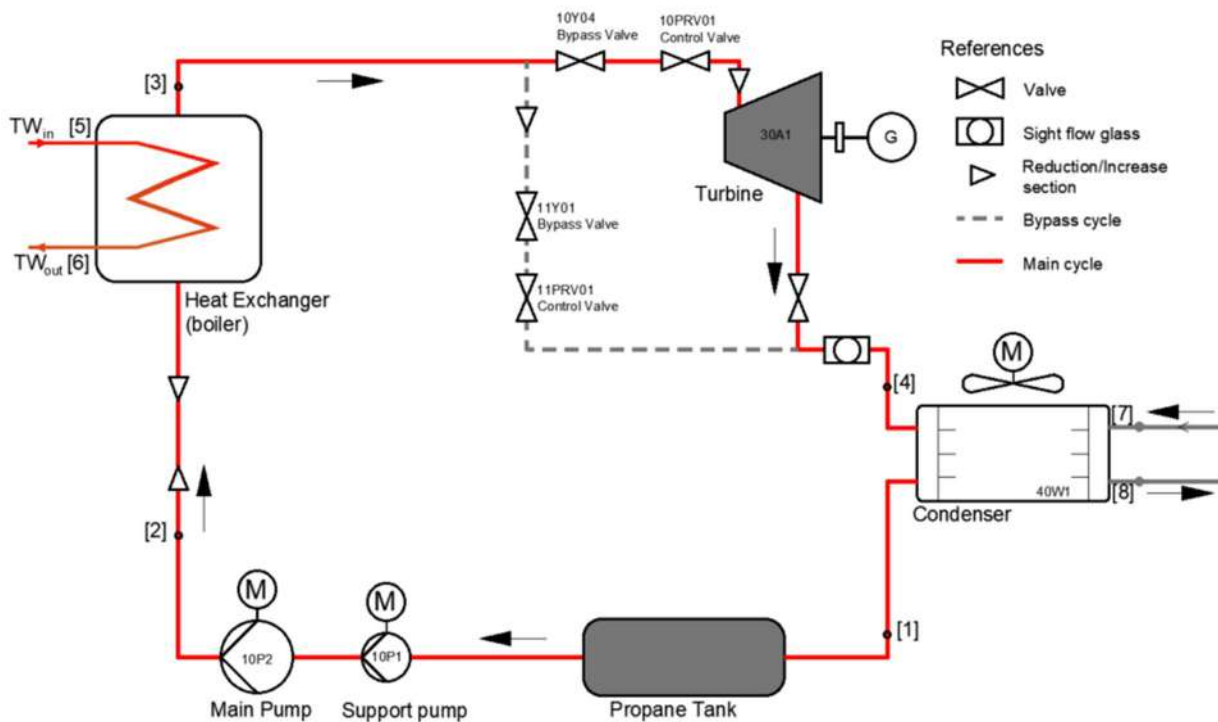 10Y04
Bypass Valve
10PRV01
Control Valve
References
Valve
Sight flow glass
Reduction/Increase
section
Bypass cycle
Main cycle
[3]
TWin [5]
TWout [6]
Heat Exchanger
(boiler)
11Y01
Bypass Valve
11PRV01
Control Valve
30A1
G
Turbine
[4]
M
[7]
[8]
40W1
Condenser
[2]
[1]
M
10P2
Main Pump
M
10P1
Support pump
Propane Tank